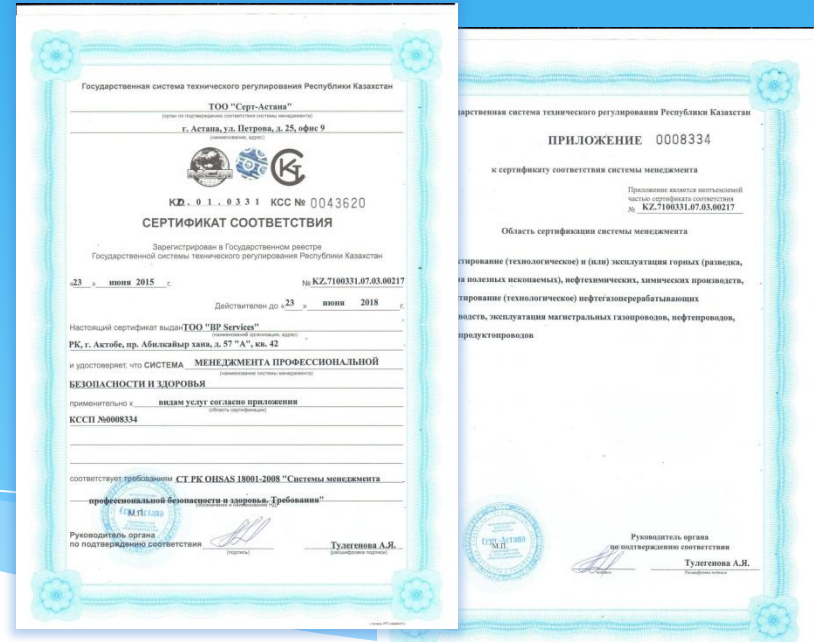 Государственная система технического регулирования Республики Казахстан
ТОО "Серт-Астана"
(орган по подтверждению соответствия системы менеджмента)
г. Астана, ул. Петрова, д. 25, офис 9
(наименование, адрес)
KZ. 0 1 . 0 3 3 1 КСС № 0043620
СЕРТИФИКАТ СООТВЕТСТВИЯ
Зарегистрирован в Государственном реестре
Государственной системы технического регулирования Республики Казахстан
«23 » июня 2015 г. № KZ.7100331.07.03.00217
Действителен до «23 » июня 2018 г.
Настоящий сертификат выдан ТОО "BP Services"
(наименований организации, адрес)
РК, г. Актобе, пр. Абилкайыр хана, д. 57 "А", кв. 42
и удостоверяет, что СИСТЕМА МЕНЕДЖМЕНТА ПРОФЕССИОНАЛЬНОЙ
(наименование системы менеджмента)
БЕЗОПАСНОСТИ И ЗДОРОВЬЯ
применительно к видам услуг согласно приложения
(область сертификации)
КССП №0008334
соответствует требованиям СТ РК OHSAS 18001-2008 "Системы менеджмента
профессиональной безопасности и здоровья. Требования"
(обозначение и наименование НД)
М.П.
Серт-Астана
Руководитель органа
по подтверждению соответствия Тулегенова А.Я.
(подпись) (расшифровка подписи)
дарственная система технического регулирования Республики Казахстан
ПРИЛОЖЕНИЕ 0008334
к сертификату соответствия системы менеджмента
Приложение является неотъемлемой
частью сертификата соответствия
№ KZ.7100331.07.03.00217
Область сертификации системы менеджмента
ктирование (технологическое) и (или) эксплуатация горных (разведка,
а полезных ископаемых), нефтехимических, химических производств,
тирование (технологическое) нефтегазоперерабатывающих
водств, эксплуатация магистральных газопроводов, нефтепроводов,
продуктопроводов
Серт-Астана
М.П.
Руководитель органа
по подтверждению соответствия
Тулегенова А.Я.